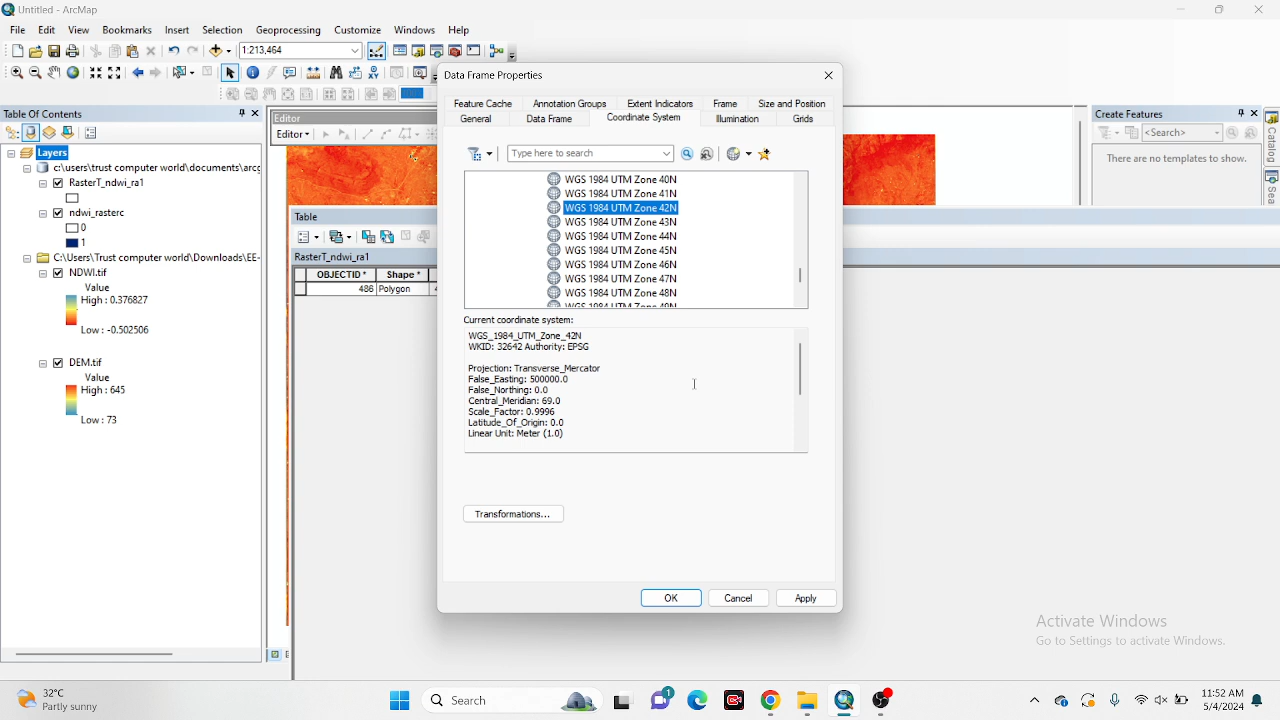 Untitled - ArcMap
File Edit View Bookmarks Insert Selection Geoprocessing Customize Windows Help
1:213,464
Table Of Contents
Layers
c:\users\trust computer world\documents\arcg
RasterT_ndwi_ra1
ndwi_rasterc
0
1
C:\Users\Trust computer world\Downloads\EE-
NDWI.tif
Value
High : 0.376827
Low : -0.502506
DEM.tif
Value
High : 645
Low : 73
Editor
Editor
Table
RasterT_ndwi_ra1
OBJECTID * Shape *
486 Polygon
Data Frame Properties
Feature Cache Annotation Groups Extent Indicators Frame Size and Position
General Data Frame Coordinate System Illumination Grids
Type here to search
WGS 1984 UTM Zone 40N
WGS 1984 UTM Zone 41N
WGS 1984 UTM Zone 42N
WGS 1984 UTM Zone 43N
WGS 1984 UTM Zone 44N
WGS 1984 UTM Zone 45N
WGS 1984 UTM Zone 46N
WGS 1984 UTM Zone 47N
WGS 1984 UTM Zone 48N
WGS 1984 UTM Zone 49N
Current coordinate system:
WGS_1984_UTM_Zone_42N
WKID: 32642 Authority: EPSG
Projection: Transverse_Mercator
False_Easting: 500000.0
False_Northing: 0.0
Central_Meridian: 69.0
Scale_Factor: 0.9996
Latitude_Of_Origin: 0.0
Linear Unit: Meter (1.0)
Transformations...
OK Cancel Apply
Create Features
<Search>
There are no templates to show.
Catalog
Sea
Activate Windows
Go to Settings to activate Windows.
32°C
Partly sunny
Search
1
11:52 AM
5/4/2024